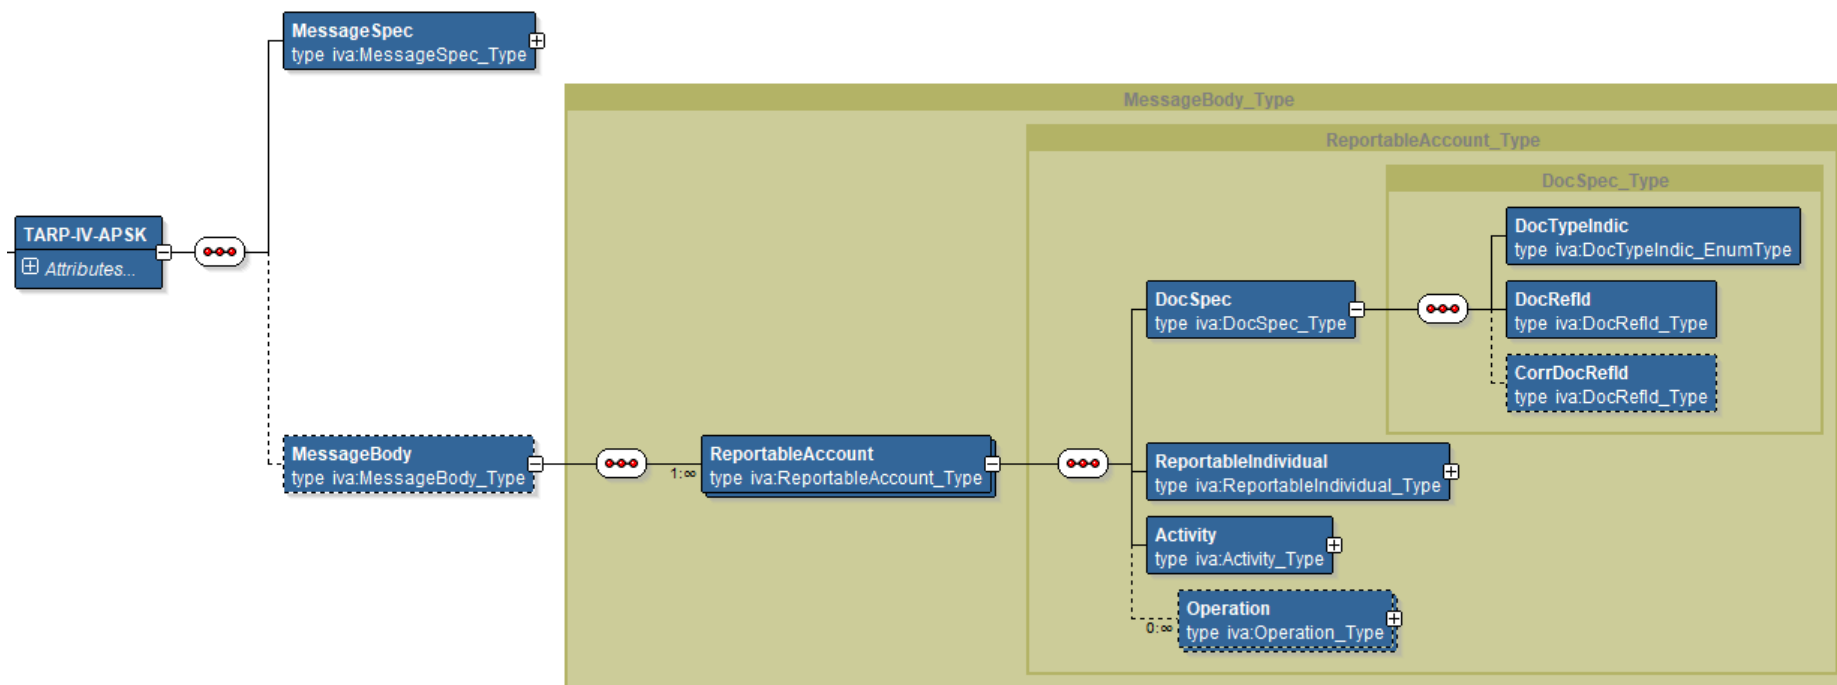 MessageSpec
type iva:MessageSpec_Type
MessageBody_Type
ReportableAccount_Type
DocSpec_Type
TARP-IV-APSK
Attributes...
DocTypeIndic
type iva:DocTypeIndic_EnumType
DocSpec
type iva:DocSpec_Type
DocRefId
type iva:DocRefId_Type
CorrDocRefId
type iva:DocRefId_Type
MessageBody
type iva:MessageBody_Type
1:∞
ReportableAccount
type iva:ReportableAccount_Type
ReportableIndividual
type iva:ReportableIndividual_Type
Activity
type iva:Activity_Type
0:∞
Operation
type iva:Operation_Type